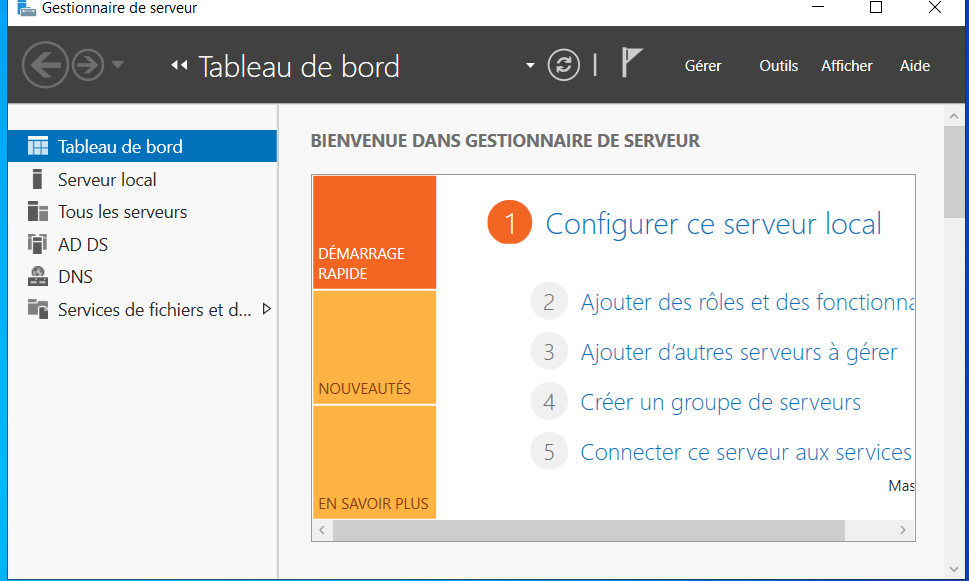 Gestionnaire de serveur
Tableau de bord
Gérer Outils Afficher Aide
Tableau de bord
Serveur local
Tous les serveurs
AD DS
DNS
Services de fichiers et d...
BIENVENUE DANS GESTIONNAIRE DE SERVEUR
DÉMARRAGE
RAPIDE
NOUVEAUTÉS
EN SAVOIR PLUS
1 Configurer ce serveur local
2 Ajouter des rôles et des fonctionna
3 Ajouter d’autres serveurs à gérer
4 Créer un groupe de serveurs
5 Connecter ce serveur aux services
Mas